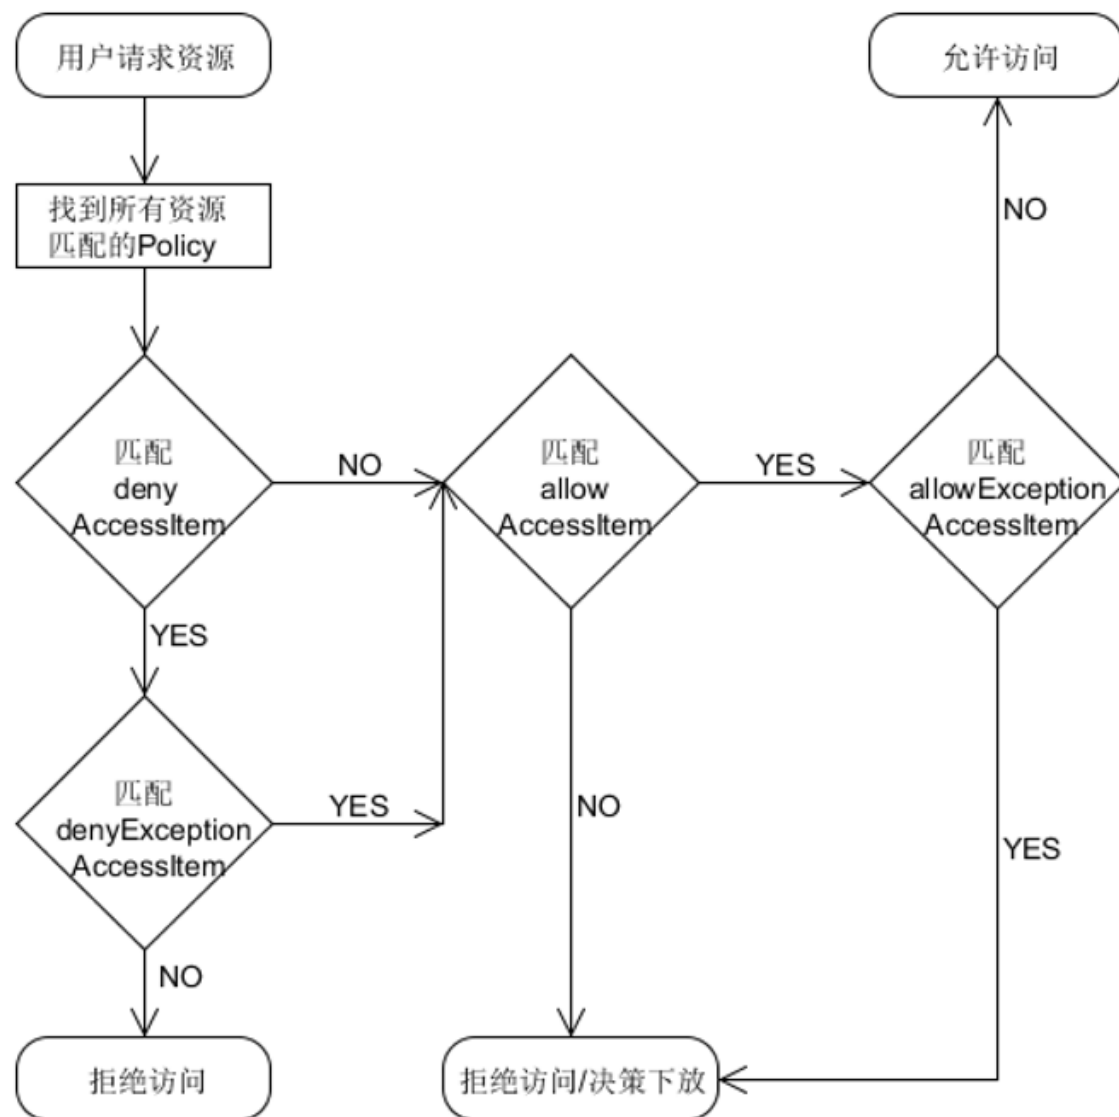 用户请求资源
允许访问
找到所有资源
匹配的Policy
NO
匹配
deny
AccessItem
NO
匹配
allow
AccessItem
YES
匹配
allowException
AccessItem
YES
匹配
denyException
AccessItem
YES
NO
YES
NO
拒绝访问
拒绝访问/决策下放